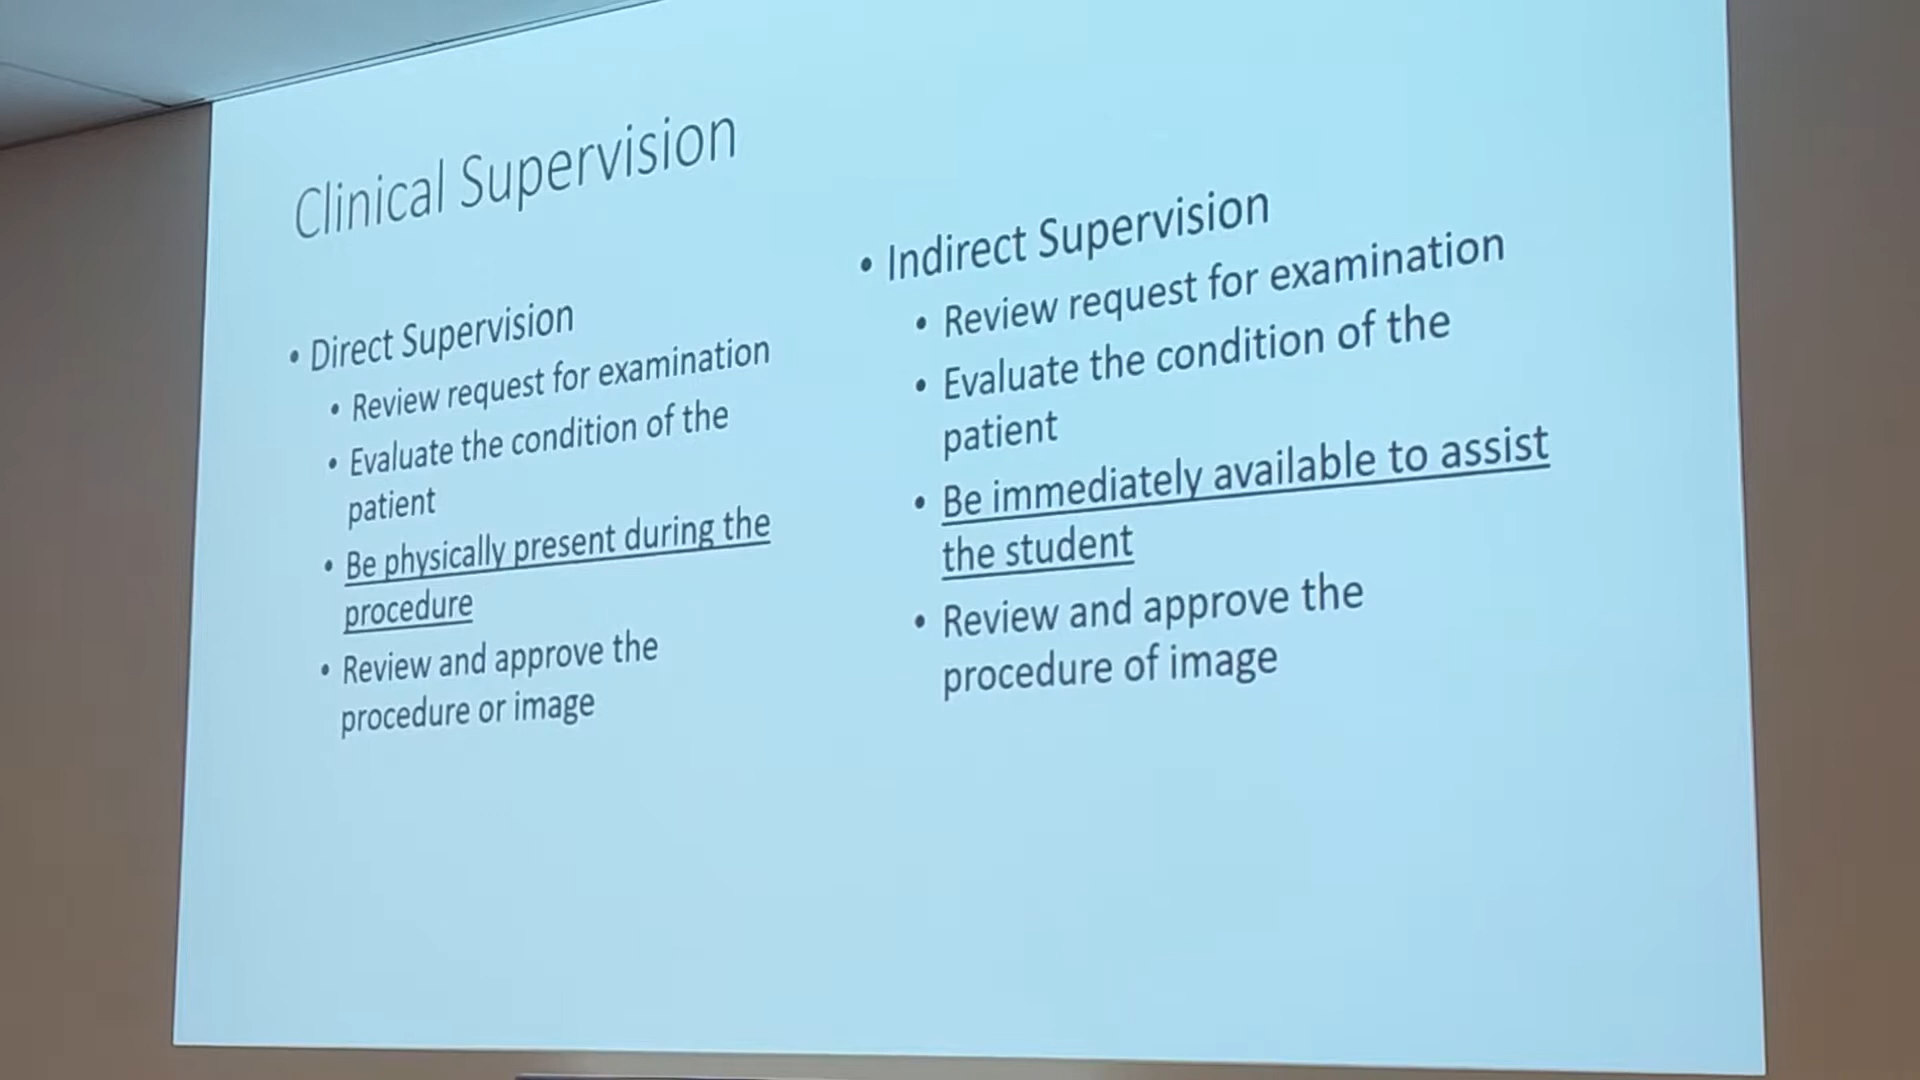 Clinical Supervision
• Direct Supervision
• Review request for examination
• Evaluate the condition of the
patient
• Be physically present during the
procedure
• Review and approve the
procedure or image
• Indirect Supervision
• Review request for examination
• Evaluate the condition of the
patient
• Be immediately available to assist
the student
• Review and approve the
procedure of image